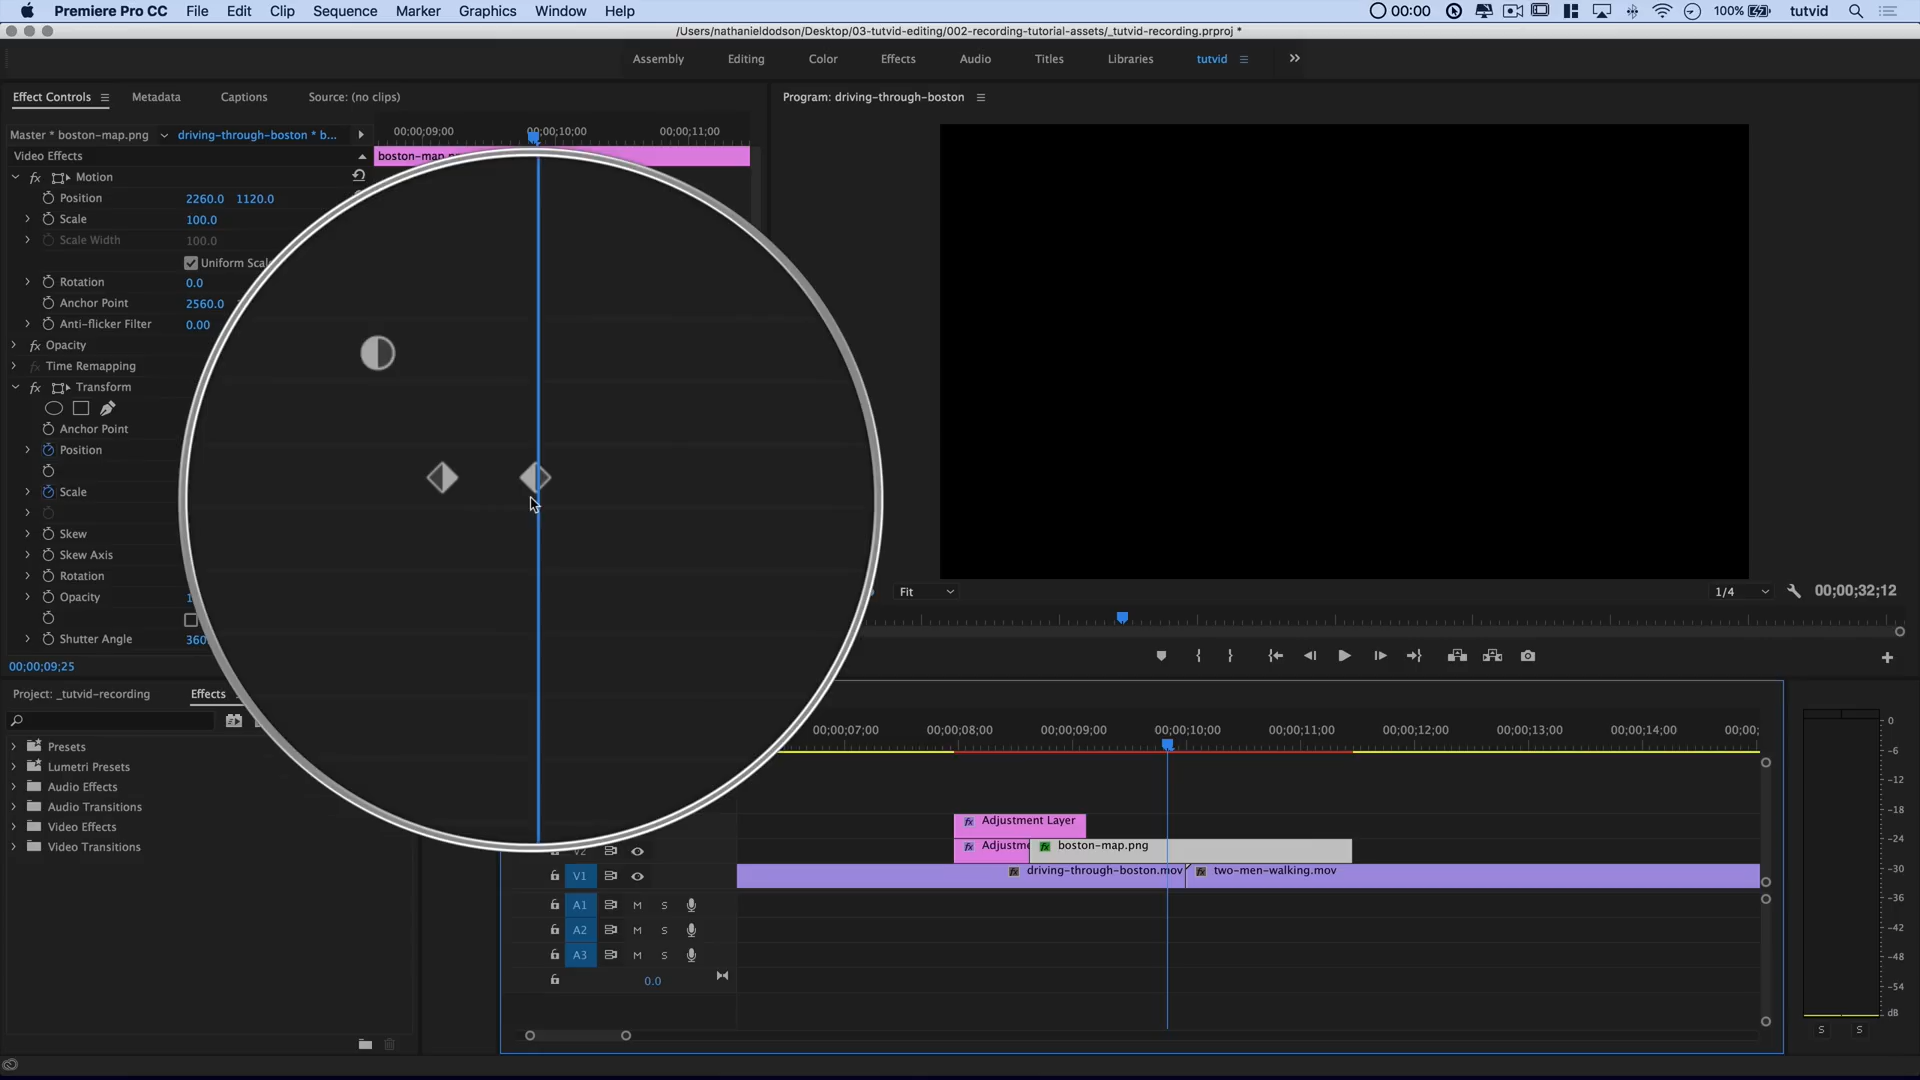 Premiere Pro CC File Edit Clip Sequence Marker Graphics Window Help 00:00 100% tutvid
/Users/nathanieldodson/Desktop/03-tutvid-editing/002-recording-tutorial-assets/_tutvid-recording.prproj *
Assembly Editing Color Effects Audio Titles Libraries tutvid
Effect Controls Metadata Captions Source: (no clips)
Program: driving-through-boston
Master * boston-map.png driving-through-boston * b...
00;00;09;00 00;00;10;00 00;00;11;00
Video Effects
fx Motion
Position 2260.0 1120.0
Scale 100.0
Scale Width 100.0
Uniform Scal
Rotation 0.0
Anchor Point 2560.0
Anti-flicker Filter 0.00
fx Opacity
fx Time Remapping
fx Transform
Anchor Point
Position
Scale
Skew
Skew Axis
Rotation
Opacity 1
Shutter Angle 360
00;00;09;25
Fit 1/4 00;00;32;12
Project: _tutvid-recording Effects
Presets
Lumetri Presets
Audio Effects
Audio Transitions
Video Effects
Video Transitions
00;00;07;00 00;00;08;00 00;00;09;00 00;00;10;00 00;00;11;00 00;00;12;00 00;00;13;00 00;00;14;00 00;00;
fx Adjustment Layer
V2 fx Adjustme fx boston-map.png
V1 fx driving-through-boston.mov fx two-men-walking.mov
A1 M S
A2 M S
A3 M S
0.0
0
-6
-12
-18
-24
-30
-36
-42
-48
-54
dB
S S